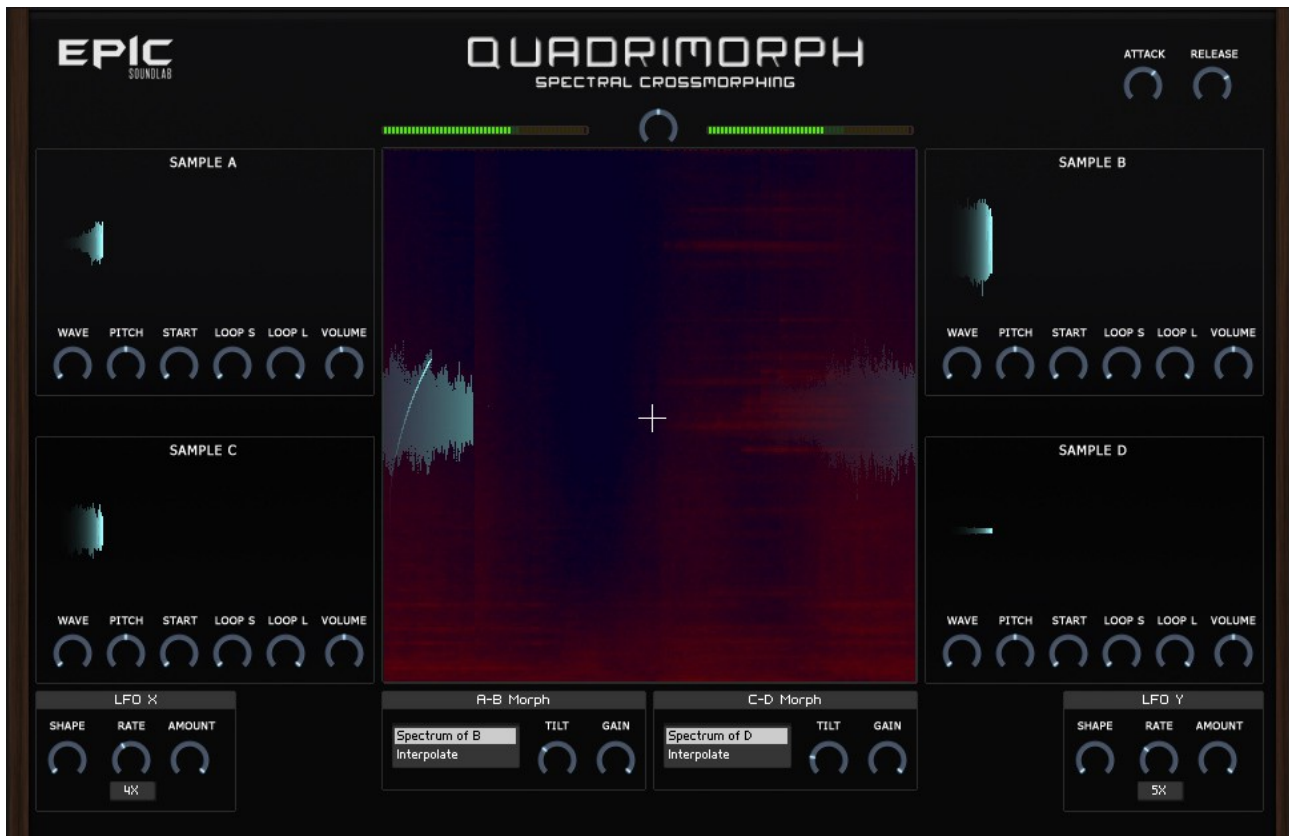 EPIC
SOUNDLAB
QUADRIMORPH
SPECTRAL CROSSMORPHING
ATTACK RELEASE
SAMPLE A
WAVE PITCH START LOOP S LOOP L VOLUME
SAMPLE B
WAVE PITCH START LOOP S LOOP L VOLUME
SAMPLE C
WAVE PITCH START LOOP S LOOP L VOLUME
SAMPLE D
WAVE PITCH START LOOP S LOOP L VOLUME
LFO X
SHAPE RATE AMOUNT
4X
A-B Morph
TILT GAIN
Spectrum of B
Interpolate
C-D Morph
TILT GAIN
Spectrum of D
Interpolate
LFO Y
SHAPE RATE AMOUNT
5X